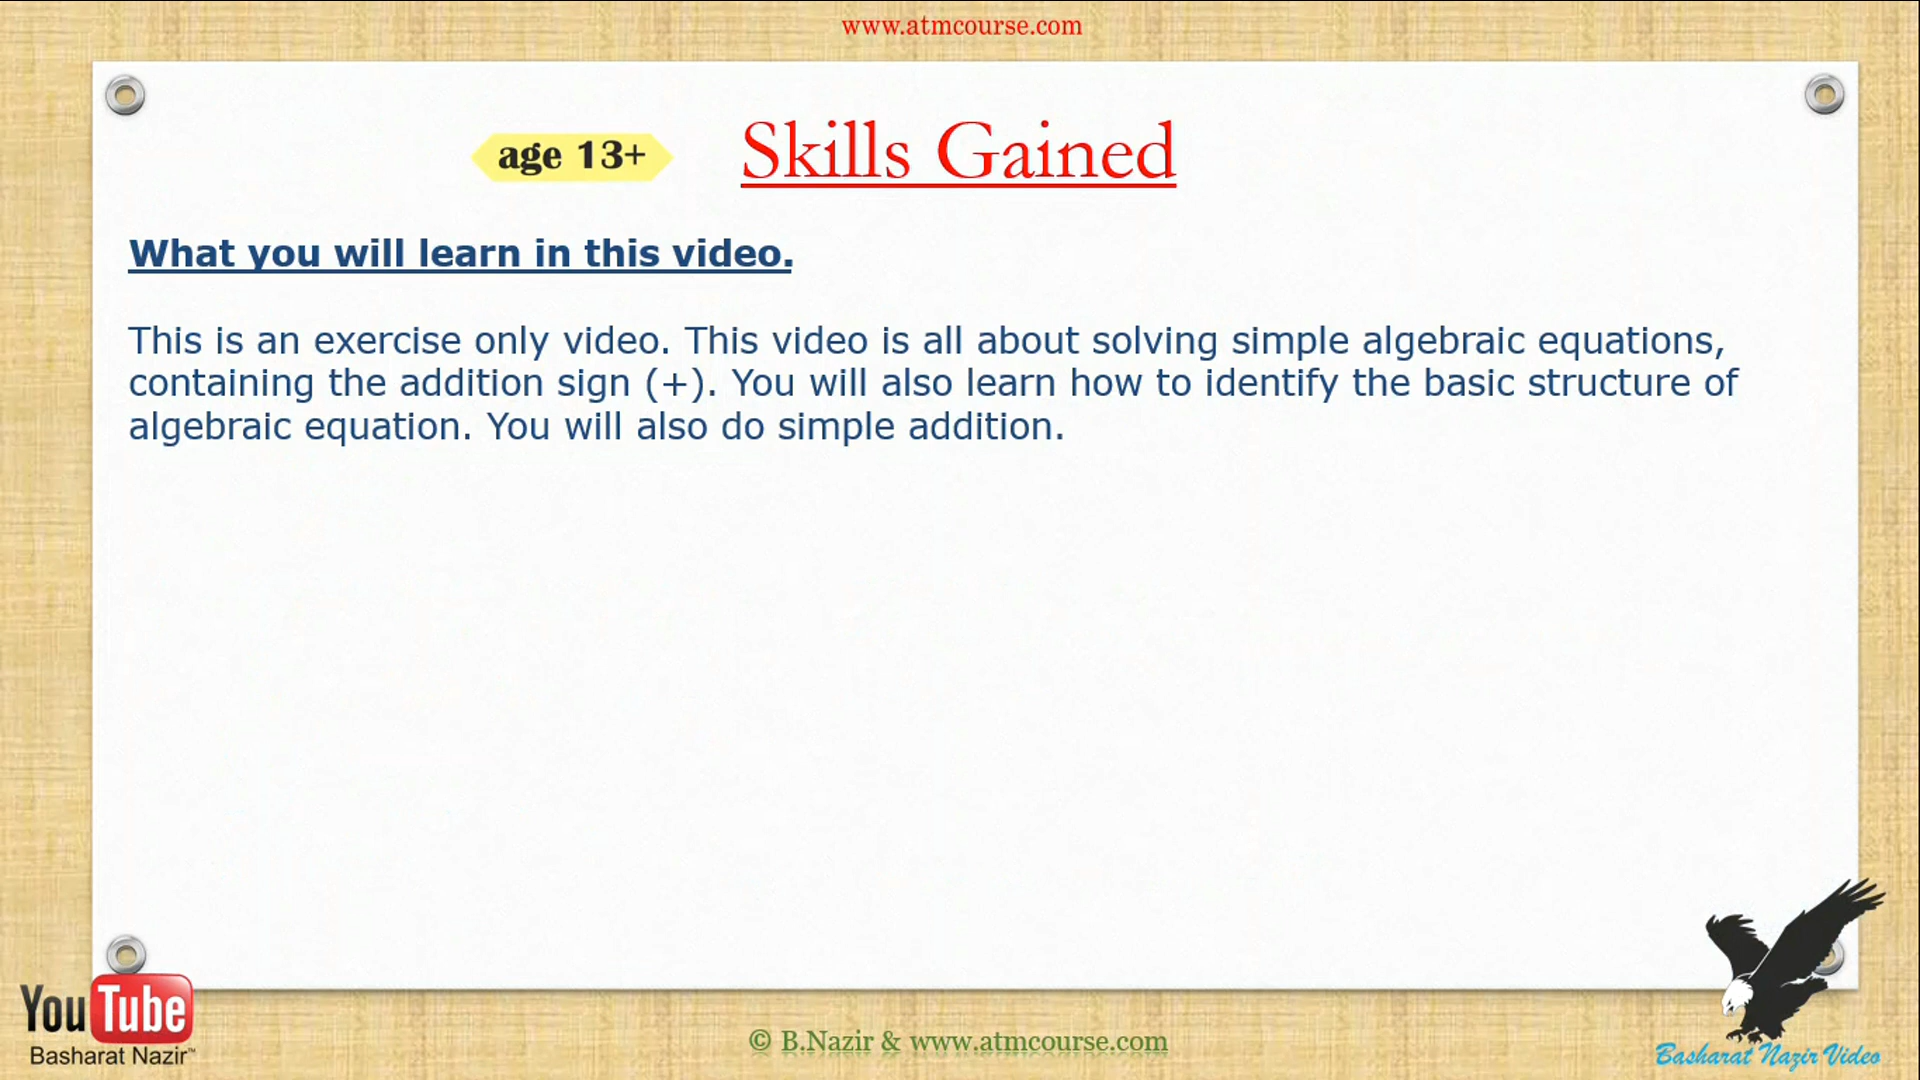 www.atmcourse.com
age 13+
Skills Gained
What you will learn in this video.
This is an exercise only video. This video is all about solving simple algebraic equations,
containing the addition sign (+). You will also learn how to identify the basic structure of
algebraic equation. You will also do simple addition.
YouTube
Basharat Nazir™
© B.Nazir & www.atmcourse.com
Basharat Nazir Video